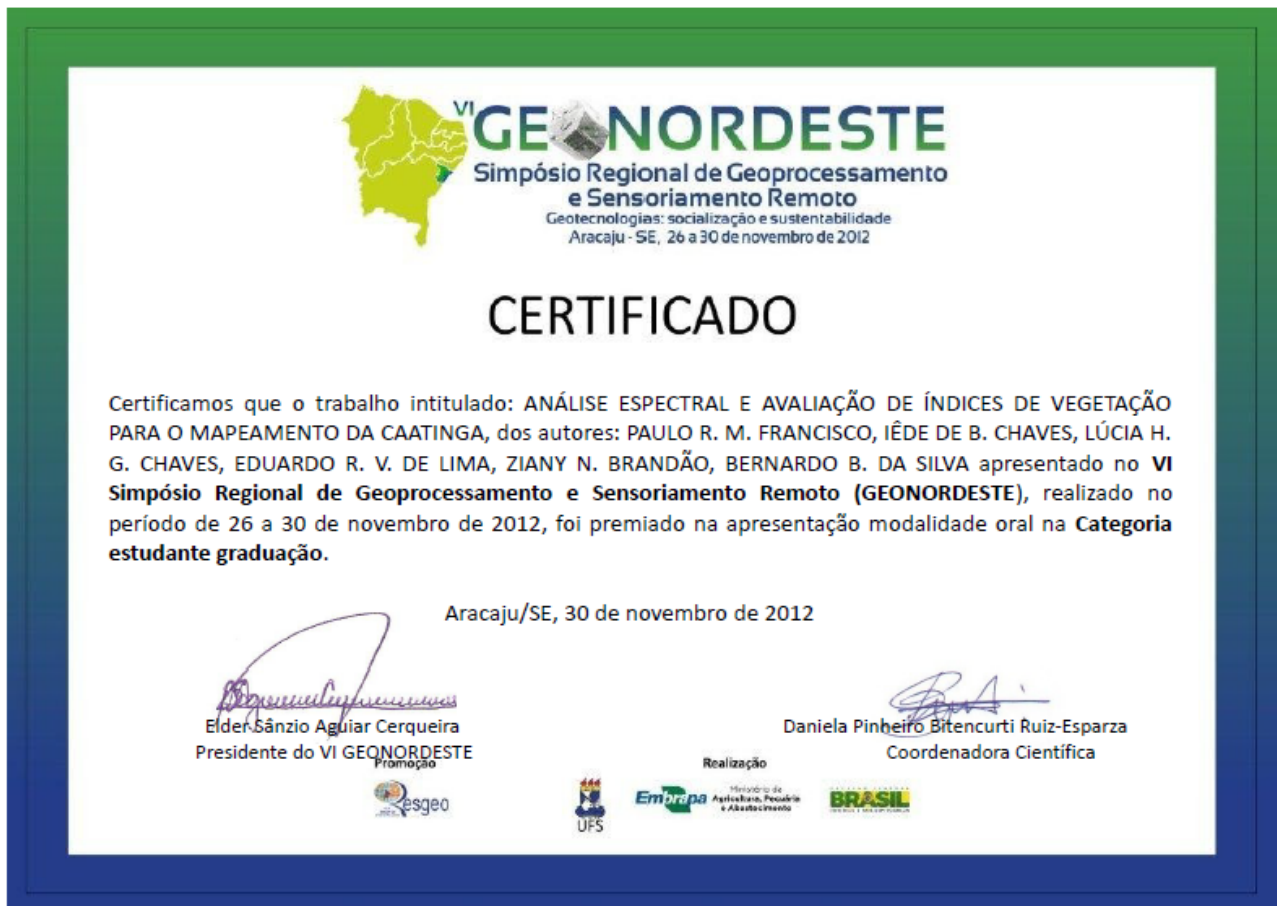 VI GEONORDESTE
Simpósio Regional de Geoprocessamento
e Sensoriamento Remoto
Geotecnologias: socialização e sustentabilidade
Aracaju - SE, 26 a 30 de novembro de 2012
CERTIFICADO
Certificamos que o trabalho intitulado: ANÁLISE ESPECTRAL E AVALIAÇÃO DE ÍNDICES DE VEGETAÇÃO
PARA O MAPEAMENTO DA CAATINGA, dos autores: PAULO R. M. FRANCISCO, IÊDE DE B. CHAVES, LÚCIA H.
G. CHAVES, EDUARDO R. V. DE LIMA, ZIANY N. BRANDÃO, BERNARDO B. DA SILVA apresentado no VI
Simpósio Regional de Geoprocessamento e Sensoriamento Remoto (GEONORDESTE), realizado no
período de 26 a 30 de novembro de 2012, foi premiado na apresentação modalidade oral na Categoria
estudante graduação.
Aracaju/SE, 30 de novembro de 2012
Elder Sânzio Aguiar Cerqueira
Presidente do VI GEONORDESTE
Daniela Pinheiro Bitencurti Ruiz-Esparza
Coordenadora Científica
Promoção
Realização
Resgeo
UFS
Embrapa
Ministério da
Agricultura, Pecuária
e Abastecimento
BRASIL